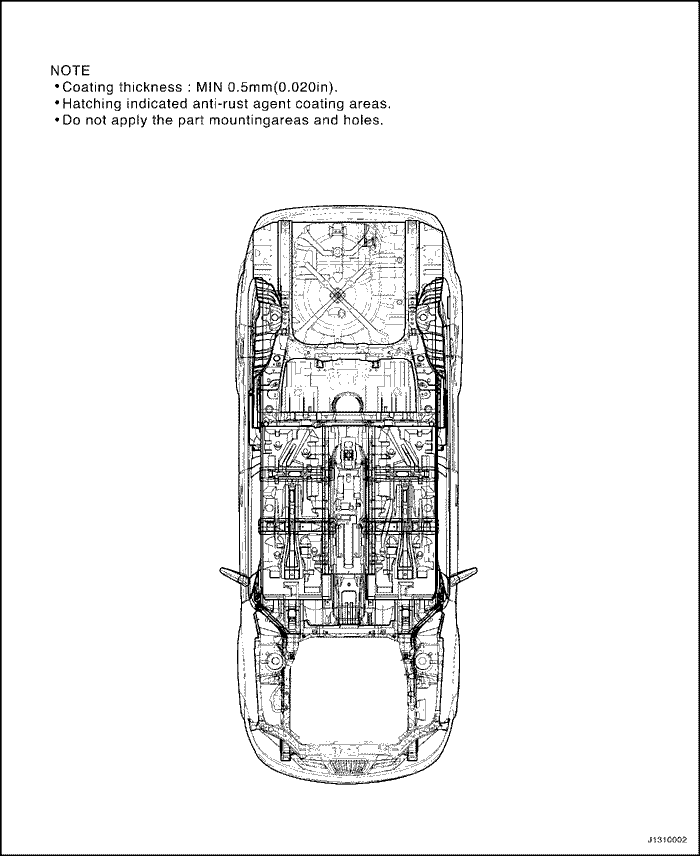 NOTE
•Coating thickness : MIN 0.5mm(0.020in).
•Hatching indicated anti-rust agent coating areas.
•Do not apply the part mountingareas and holes.
J1310002